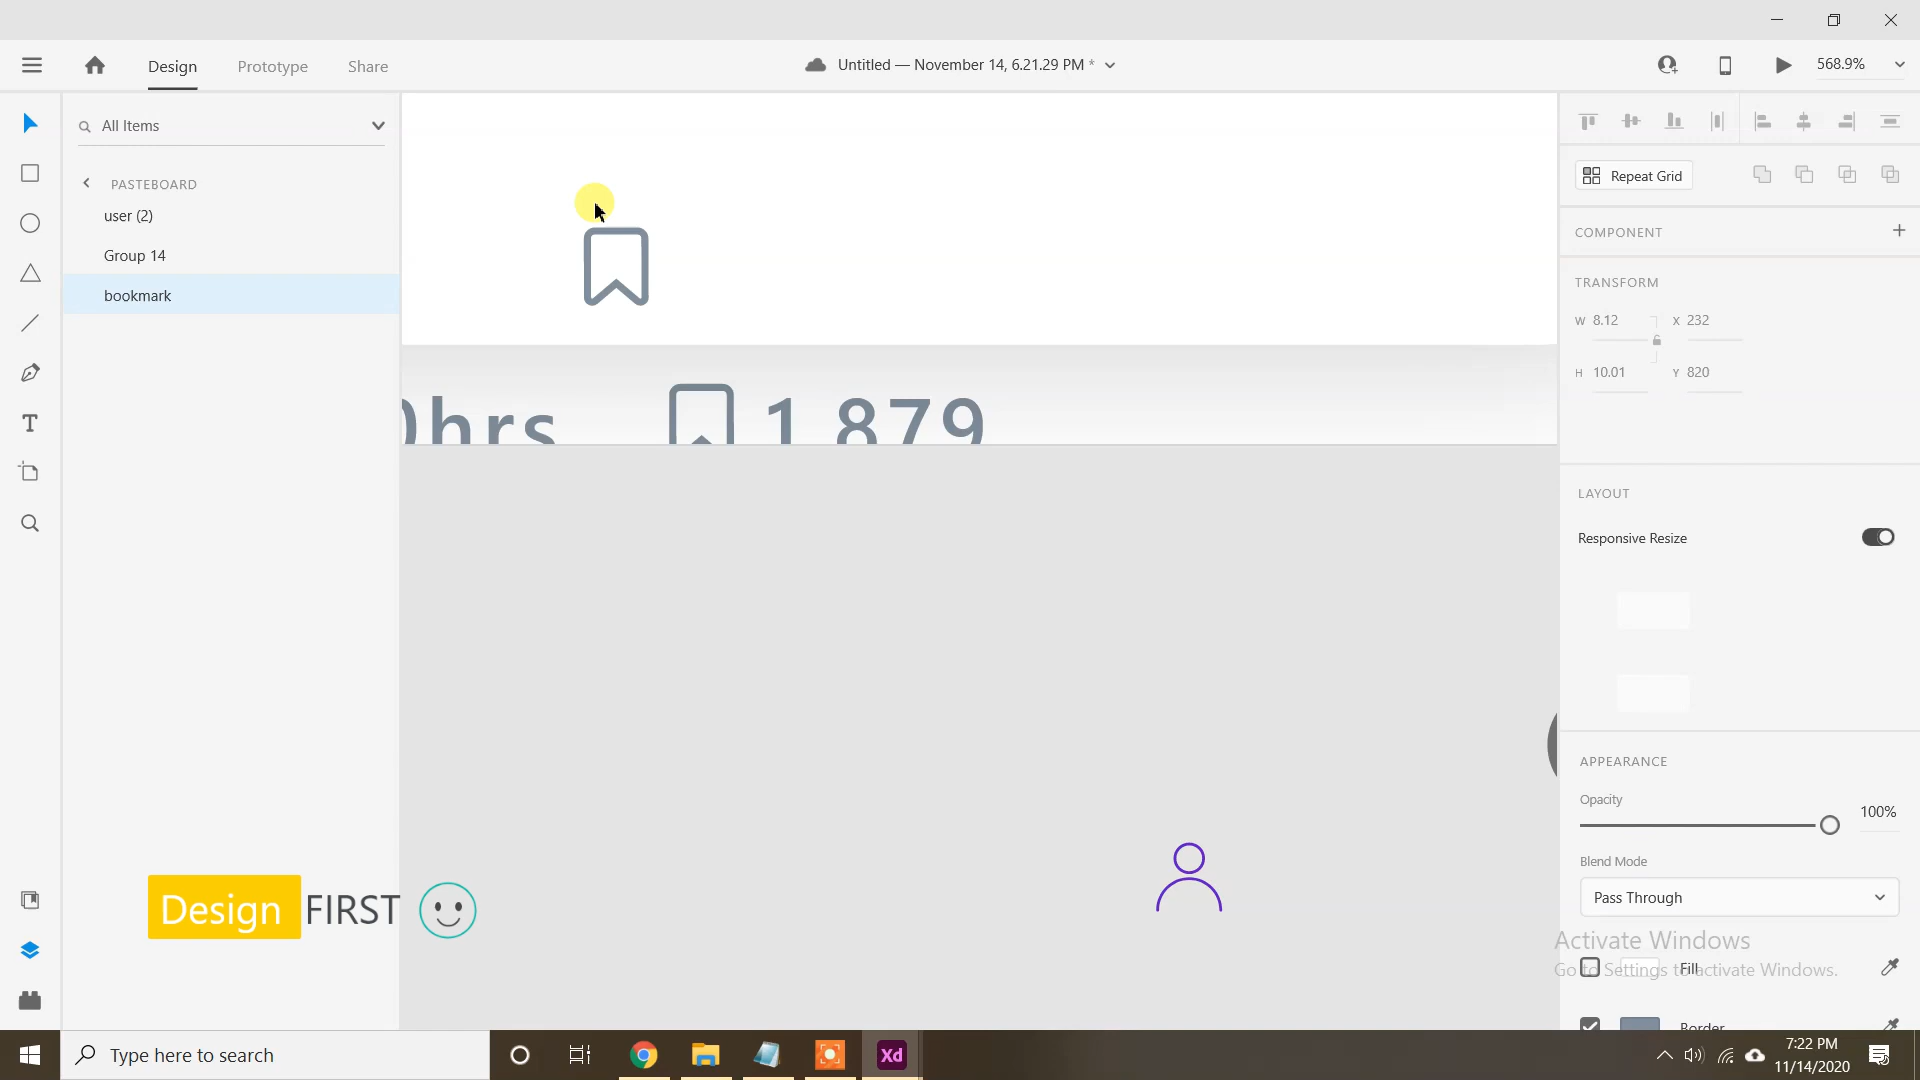 Design Prototype Share Untitled — November 14, 6.21.29 PM * 568.9%
All Items
PASTEBOARD
user (2)
Group 14
bookmark
hrs 1,879
Repeat Grid
COMPONENT
TRANSFORM
W 8.12 X 232
H 10.01 Y 820
LAYOUT
Responsive Resize
APPEARANCE
Opacity
100%
Blend Mode
Pass Through
Fill
Border
Activate Windows
Go to Settings to activate Windows.
Design FIRST
Type here to search
Xd
7:22 PM
11/14/2020